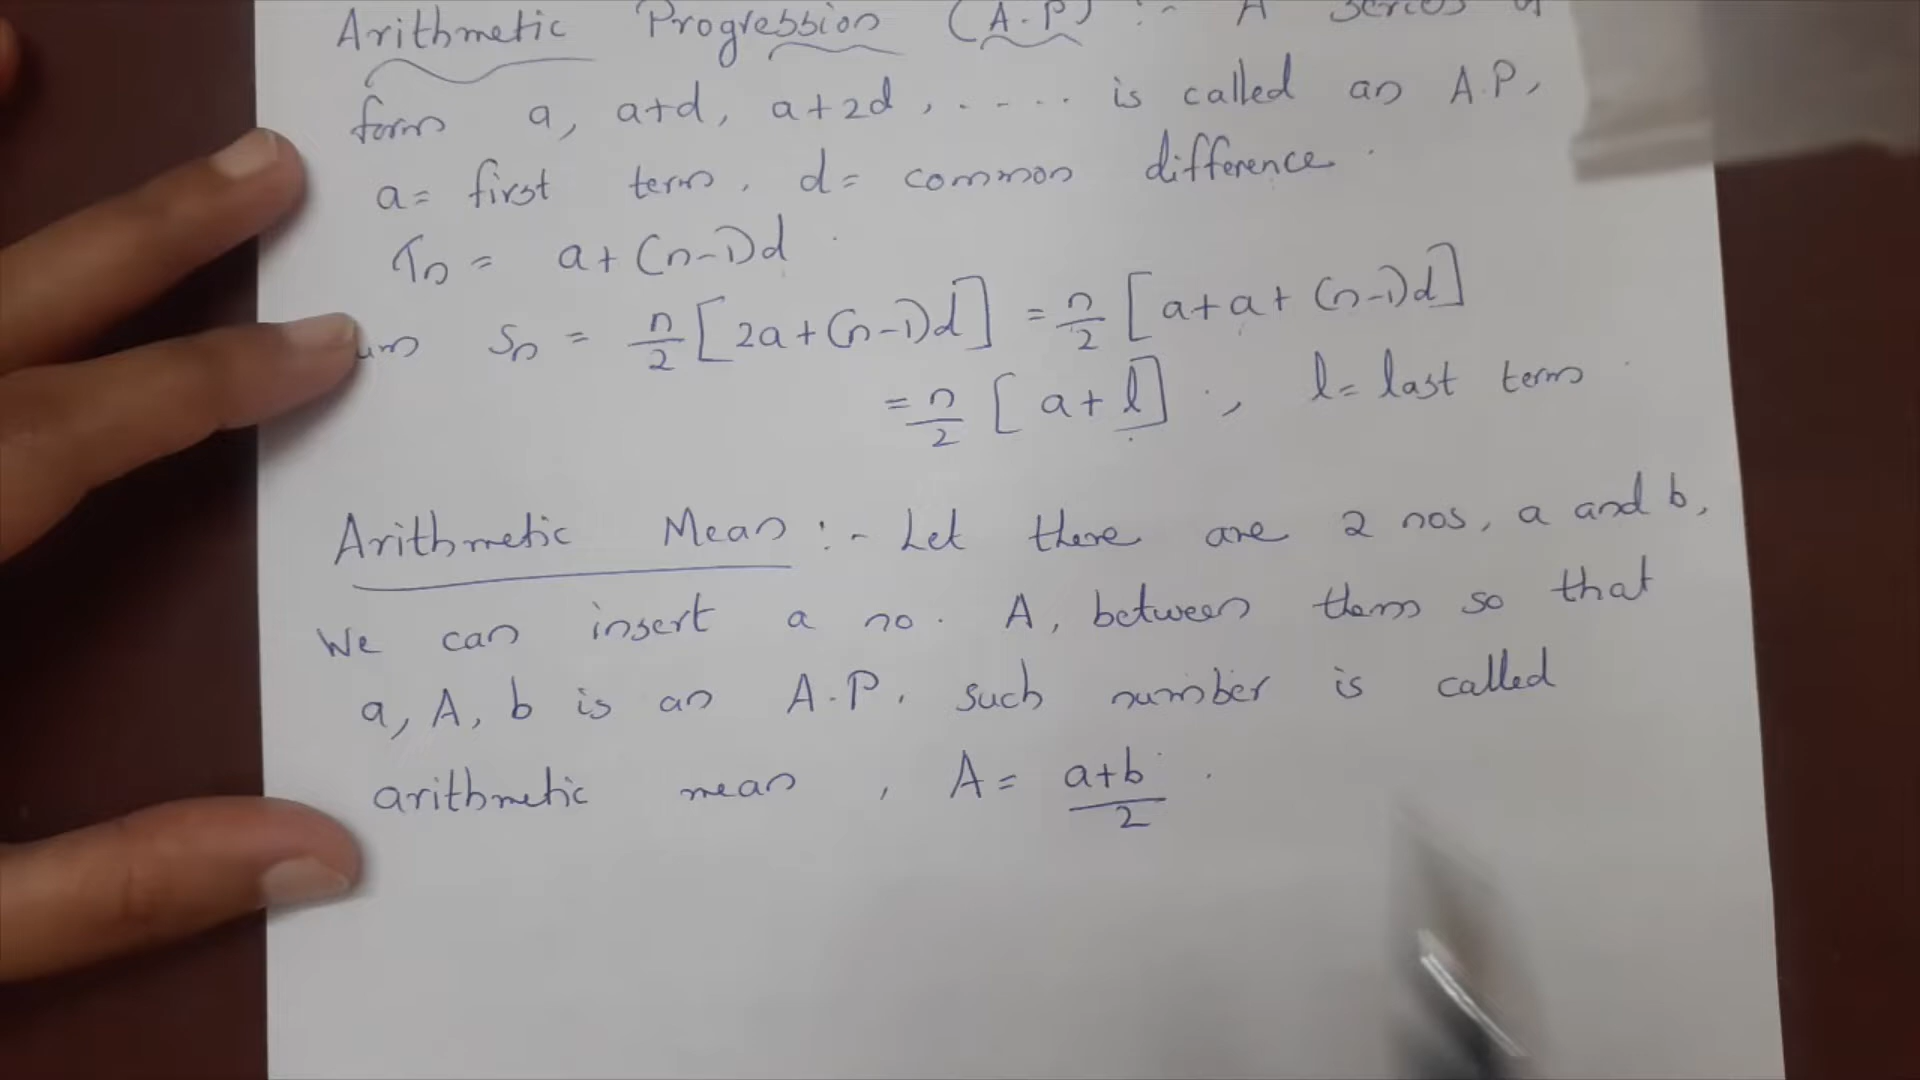 Arithmetic Progression (A.P) :- A series of
form a, a+d, a+2d, ..... is called an A.P,
a = first term, d = common difference.
Tn = a+(n-1)d.
Sn = n/2 [2a+(n-1)d] = n/2 [a+a+(n-1)d]
= n/2 [a+l], l = last term.
Arithmetic Mean :- Let there are 2 nos, a and b,
We can insert a no. A, between them so that
a, A, b is an A.P. such number is called
arithmetic mean, A = a+b/2.